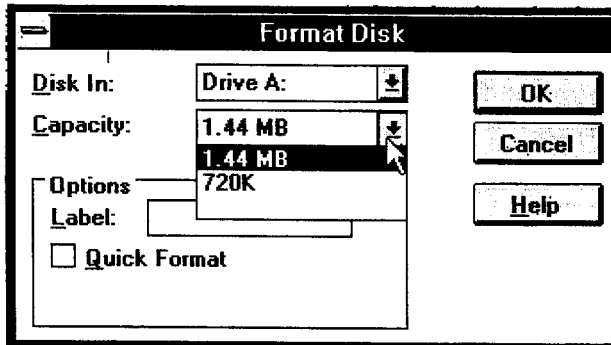 Format Disk
Disk In: Drive A:
OK
Capacity: 1.44 MB
Cancel
1.44 MB
720K
Options
Label:
Help
Quick Format